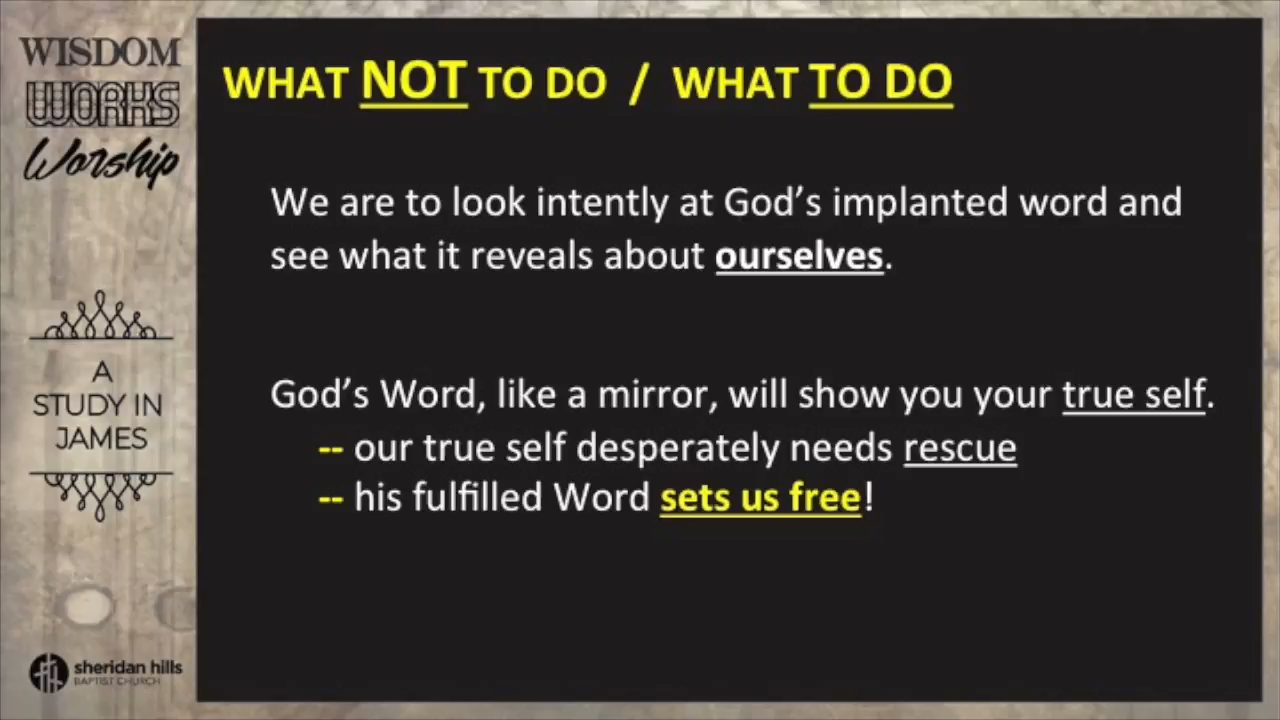 WISDOM
WORKS
Worship
A
STUDY IN
JAMES
sheridan hills
BAPTIST CHURCH
WHAT NOT TO DO / WHAT TO DO
We are to look intently at God’s implanted word and
see what it reveals about ourselves.
God’s Word, like a mirror, will show you your true self.
-- our true self desperately needs rescue
-- his fulfilled Word sets us free!